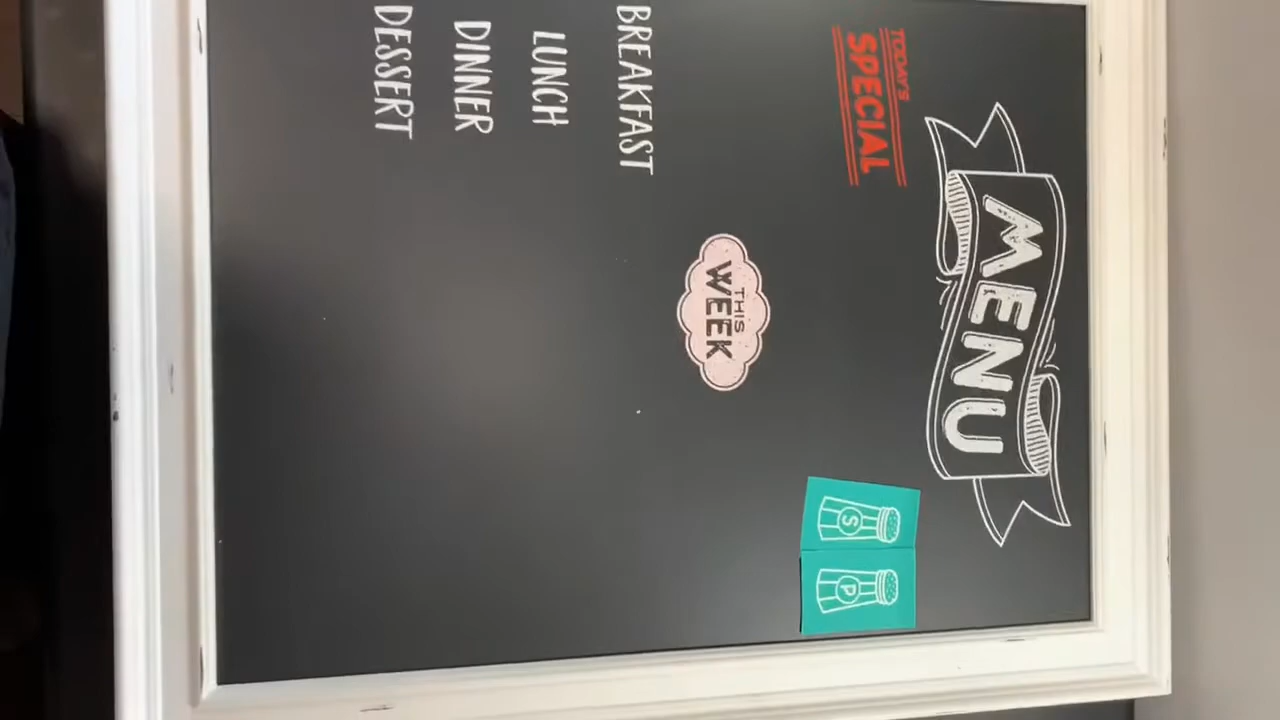 MENU
TODAY'S
SPECIAL
S
P
THIS
WEEK
BREAKFAST
LUNCH
DINNER
DESSERT